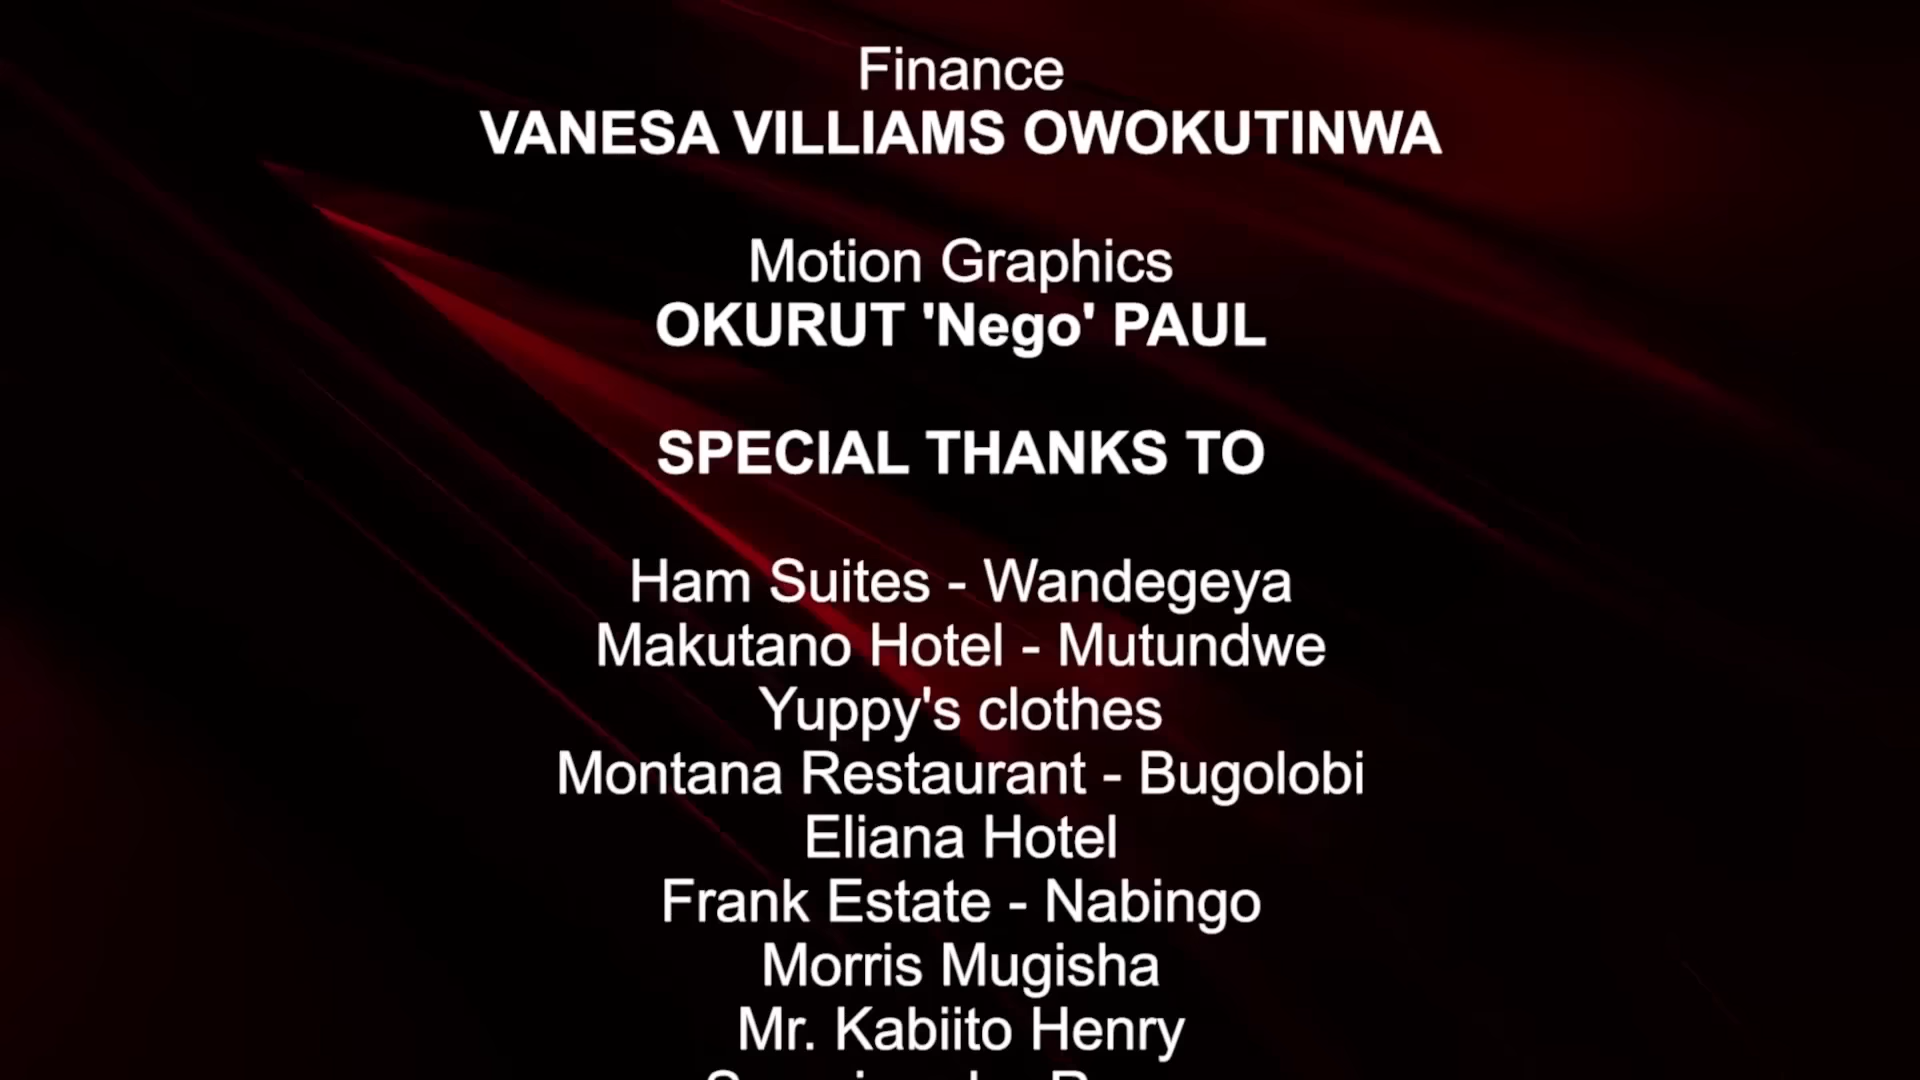 Finance
VANESA VILLIAMS OWOKUTINWA
Motion Graphics
OKURUT 'Nego' PAUL
SPECIAL THANKS TO
Ham Suites - Wandegeya
Makutano Hotel - Mutundwe
Yuppy's clothes
Montana Restaurant - Bugolobi
Eliana Hotel
Frank Estate - Nabingo
Morris Mugisha
Mr. Kabiito Henry